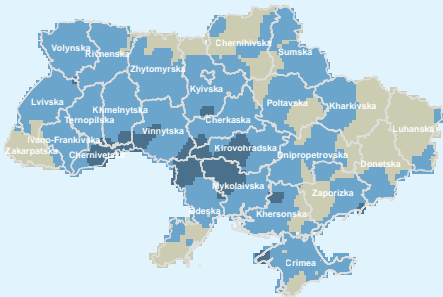 Chernihivska
Volynska
Rivnenska
Sumska
Zhytomyrska
Kyivska
Lvivska
Poltavska
Kharkivska
Khmelnytska
Ternopilska
Cherkaska
Luhanska
Vinnytska
Ivano-Frankivska
Kirovohradska
Zakarpatska
Chernivetska
Dnipropetrovska
Donetska
Mykolaivska
Zaporizka
Odeska
Khersonska
Crimea